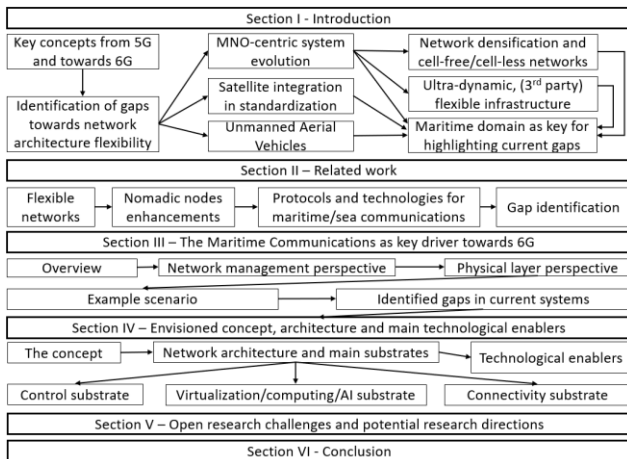 Section I - Introduction
Key concepts from 5G
and towards 6G
MNO-centric system
evolution
Network densification and
cell-free/cell-less networks
Identification of gaps
towards network
architecture flexibility
Satellite integration
in standardization
Ultra-dynamic, (3rd party)
flexible infrastructure
Unmanned Aerial
Vehicles
Maritime domain as key for
highlighting current gaps
Section II – Related work
Flexible
networks
Nomadic nodes
enhancements
Protocols and technologies for
maritime/sea communications
Gap identification
Section III – The Maritime Communications as key driver towards 6G
Overview
Network management perspective
Physical layer perspective
Example scenario
Identified gaps in current systems
Section IV – Envisioned concept, architecture and main technological enablers
The concept
Network architecture and main substrates
Technological enablers
Control substrate
Virtualization/computing/AI substrate
Connectivity substrate
Section V – Open research challenges and potential research directions
Section VI - Conclusion